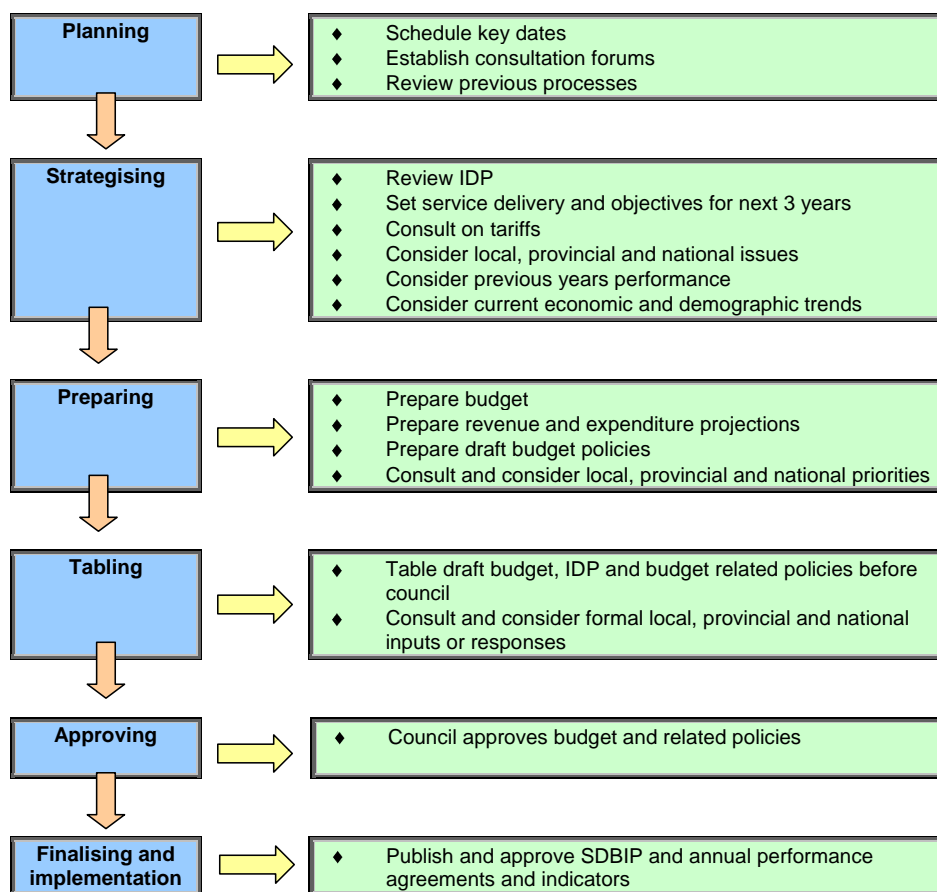 Planning
♦ Schedule key dates
♦ Establish consultation forums
♦ Review previous processes
Strategising
♦ Review IDP
♦ Set service delivery and objectives for next 3 years
♦ Consult on tariffs
♦ Consider local, provincial and national issues
♦ Consider previous years performance
♦ Consider current economic and demographic trends
Preparing
♦ Prepare budget
♦ Prepare revenue and expenditure projections
♦ Prepare draft budget policies
♦ Consult and consider local, provincial and national priorities
Tabling
♦ Table draft budget, IDP and budget related policies before
council
♦ Consult and consider formal local, provincial and national
inputs or responses
Approving
♦ Council approves budget and related policies
Finalising and
implementation
♦ Publish and approve SDBIP and annual performance
agreements and indicators